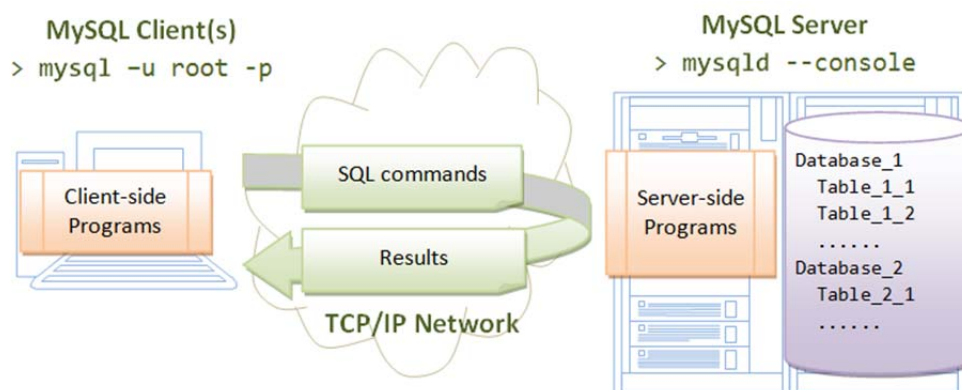 MySQL Client(s)
> mysql –u root -p
Client-side
Programs
SQL commands
Results
TCP/IP Network
MySQL Server
> mysqld --console
Server-side
Programs
Database_1
Table_1_1
Table_1_2
......
Database_2
Table_2_1
......